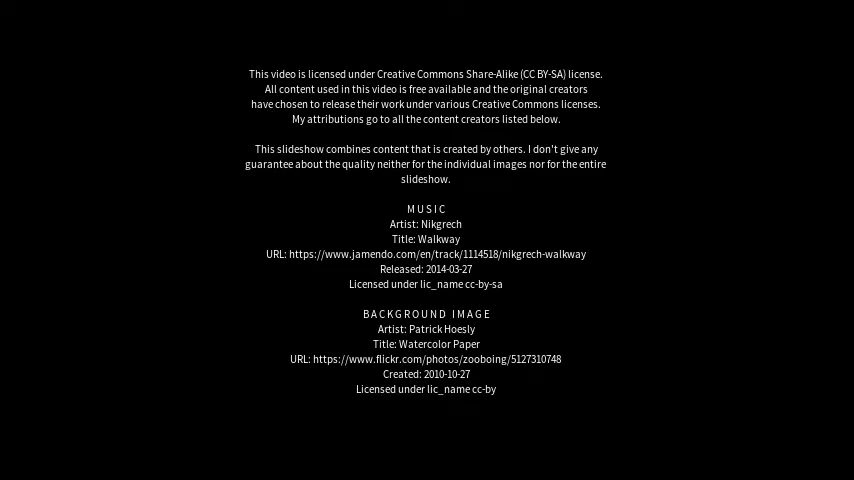 This video is licensed under Creative Commons Share-Alike (CC BY-SA) license.
All content used in this video is free available and the original creators
have chosen to release their work under various Creative Commons licenses.
My attributions go to all the content creators listed below.
This slideshow combines content that is created by others. I don't give any
guarantee about the quality neither for the individual images nor for the entire
slideshow.
MUSIC
Artist: Nikgrech
Title: Walkway
URL: https://www.jamendo.com/en/track/1114518/nikgrech-walkway
Released: 2014-03-27
Licensed under lic_name cc-by-sa
BACKGROUND IMAGE
Artist: Patrick Hoesly
Title: Watercolor Paper
URL: https://www.flickr.com/photos/zooboing/5127310748
Created: 2010-10-27
Licensed under lic_name cc-by